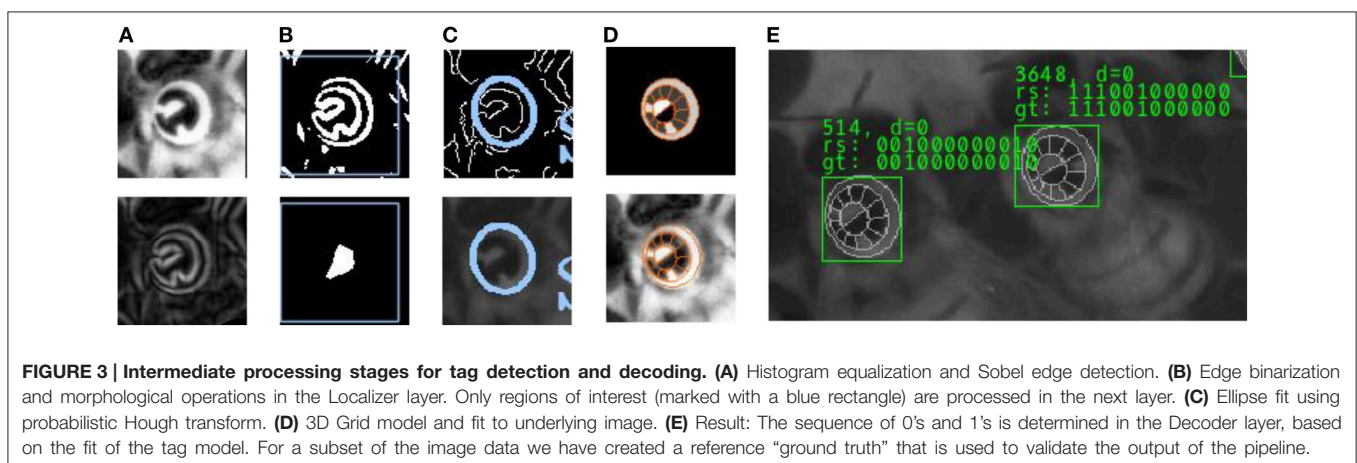 A B C D E
3648, d=0
rs: 111001000000
gt: 111001000000
514, d=0
rs: 001000000010
gt: 001000000010
FIGURE 3 | Intermediate processing stages for tag detection and decoding. (A) Histogram equalization and Sobel edge detection. (B) Edge binarization
and morphological operations in the Localizer layer. Only regions of interest (marked with a blue rectangle) are processed in the next layer. (C) Ellipse fit using
probabilistic Hough transform. (D) 3D Grid model and fit to underlying image. (E) Result: The sequence of 0's and 1's is determined in the Decoder layer, based
on the fit of the tag model. For a subset of the image data we have created a reference “ground truth” that is used to validate the output of the pipeline.